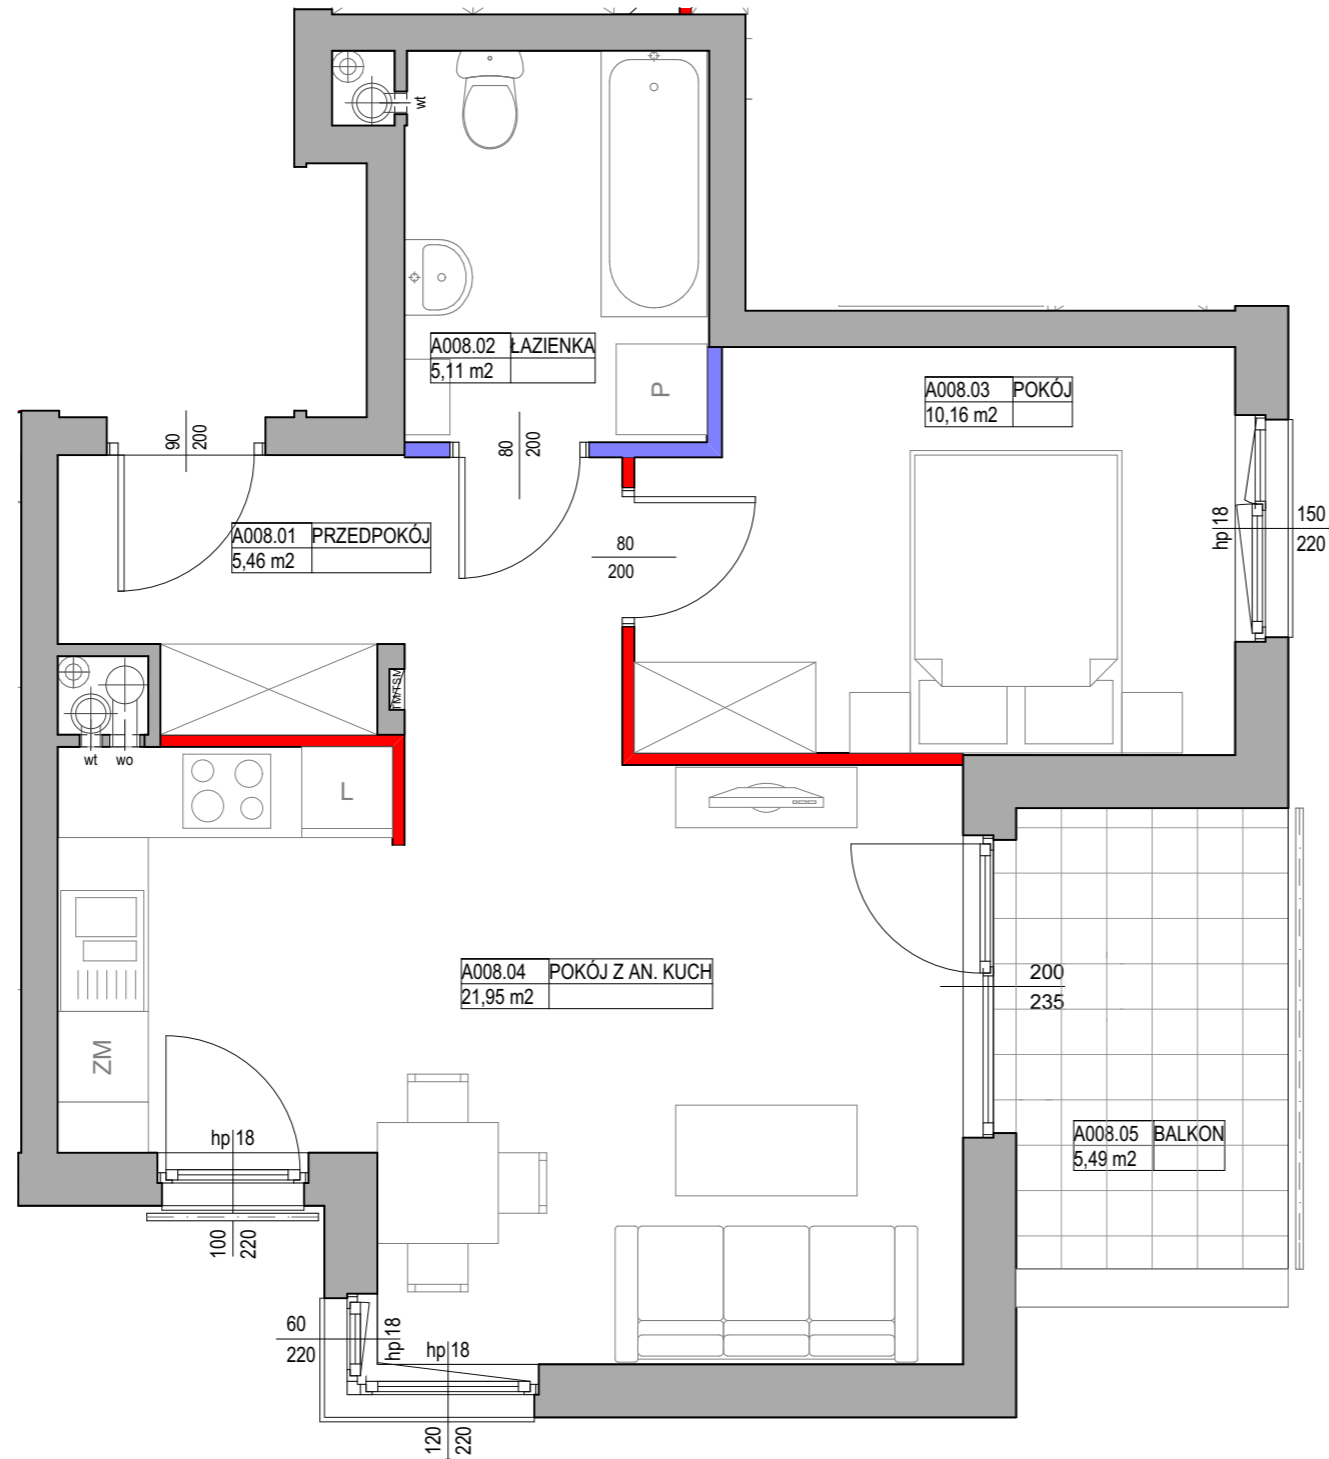 wt
A008.02 ŁAZIENKA
5,11 m2
P
A008.03 POKÓJ
10,16 m2
90
200
80
200
A008.01 PRZEDPOKÓJ
5,46 m2
80
200
hp 18
150
220
TM/TSM
wt
wo
L
A008.04 POKÓJ Z AN. KUCH
21,95 m2
200
235
ZM
hp 18
A008.05 BALKON
5,49 m2
100
220
60
220
hp 18
hp 18
120
220